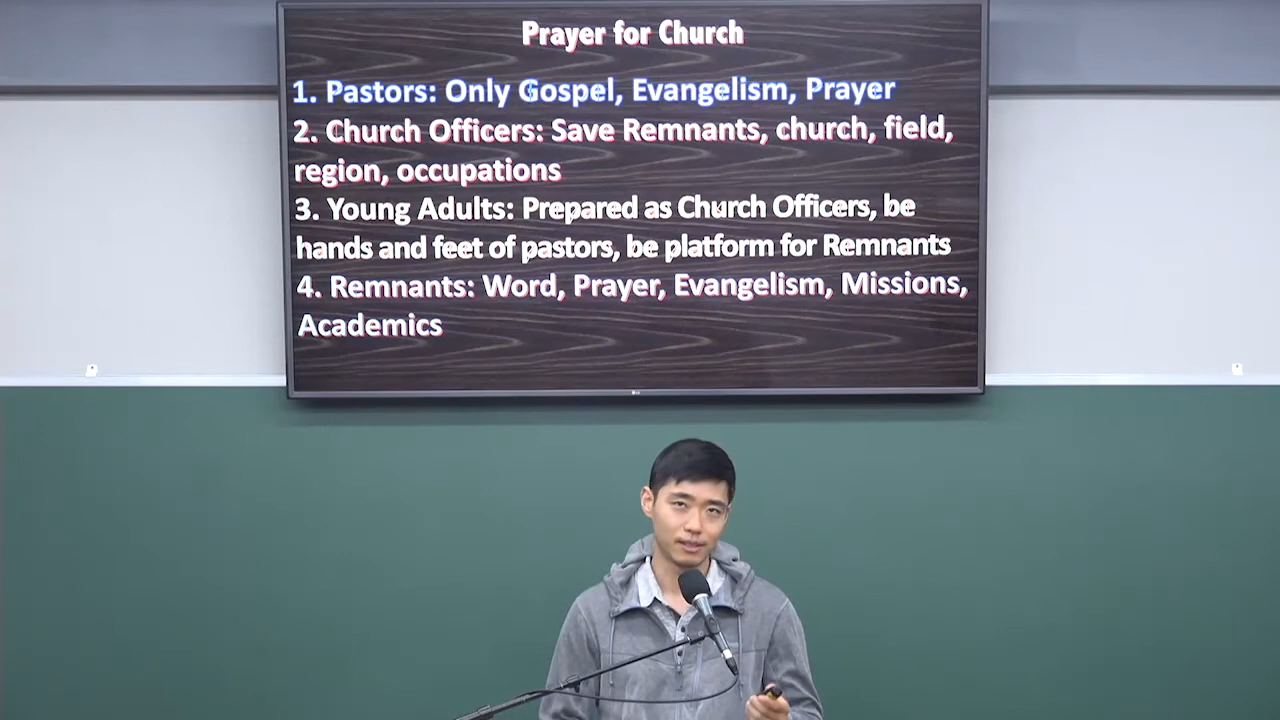 Prayer for Church
1. Pastors: Only Gospel, Evangelism, Prayer
2. Church Officers: Save Remnants, church, field,
region, occupations
3. Young Adults: Prepared as Church Officers, be
hands and feet of pastors, be platform for Remnants
4. Remnants: Word, Prayer, Evangelism, Missions,
Academics
LG